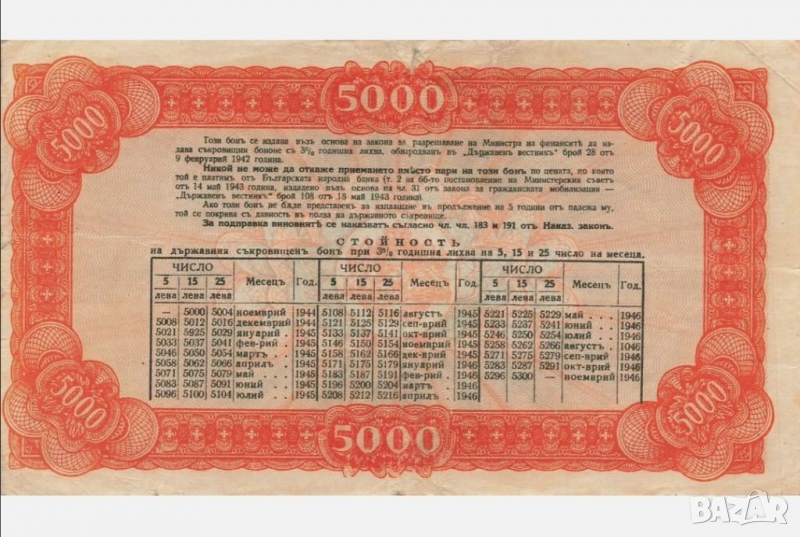 5000
5000
5000
Този бонъ се издаша възъ основа на закона за разрешаване на Министра на финанситѣ да из-
дава съкровищни бонове съ 3% годишна лихва, обнародванъ въ „Държавенъ вестникъ" брой 28 от
9 февруарий 1942 година.
Никой не може да откаже приемането вмѣсто пари на този бонъ по цената, по която
той е платимъ отъ Българската народна банка (т. 2 на 66-то постановление на Министерския съветъ
от 14 май 1943 година, издадено възъ основа на чл. 31 отъ закона за гражданската мобилизация —
„Държавенъ вестникъ" брой 108 от 18 май 1943 година).
Ако този бонъ не бѫде представенъ за изплащане въ продължение на 5 години от падежа му,
той се покрива съ давность въ полза на държавното съкровище.
За подправка виновнитѣ се наказватъ съгласно чл. чл. 183 и 191 отъ Наказ. законъ.
СТОЙНОСТЬ
на държавния съкровищенъ бонъ при 3% годишна лихва на 5, 15 и 25 число на месеца.
ЧИСЛО Месецъ Год. ЧИСЛО Месецъ Год. ЧИСЛО Месецъ Год.
5 15 25 5 15 25 5 15 25
лева лева лева лева лева лева лева лева лева
— 5000 5004 ноемврий 1944 5108 5112 5116 августъ 1945 5221 5225 5229 май . . . 1946
5008 5012 5016 декемврий 1944 5121 5125 5129 сеп-врий 1945 5233 5237 5241 юний . . 1946
5021 5025 5029 януарий . 1945 5133 5137 5141 окт-врий 1945 5246 5250 5254 юлий . . 1946
5033 5037 5041 фев-рий . 1945 5146 5150 5154 ноемврий 1945 5258 5262 5266 августъ . 1946
5046 5050 5054 мартъ . . 1945 5158 5162 5166 дек-врий 1945 5271 5275 5279 сеп-врий 1946
5058 5062 5066 априлъ . 1945 5171 5175 5179 януарий 1946 5283 5287 5291 окт-врий 1946
5071 5075 5079 май . . . 1945 5183 5187 5191 фев-рий . 1946 5296 5300 — ноемврий 1946
5083 5087 5091 юний . . 1945 5196 5200 5204 мартъ . . 1946
5096 5100 5104 юлий . . 1945 5208 5212 5216 априлъ . 1946
5000
5000
5000
BAZAR